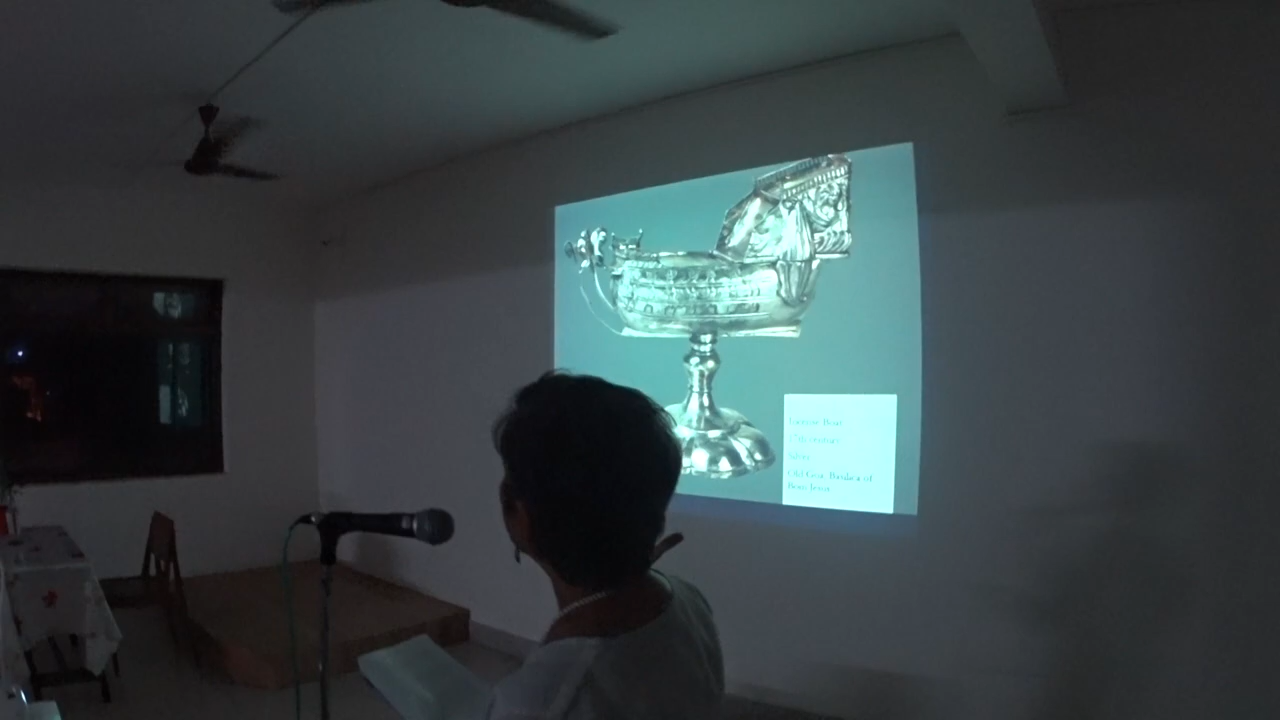 Incense Boat
17th century
Silver
Old Goa, Basilica of
Bom Jesus